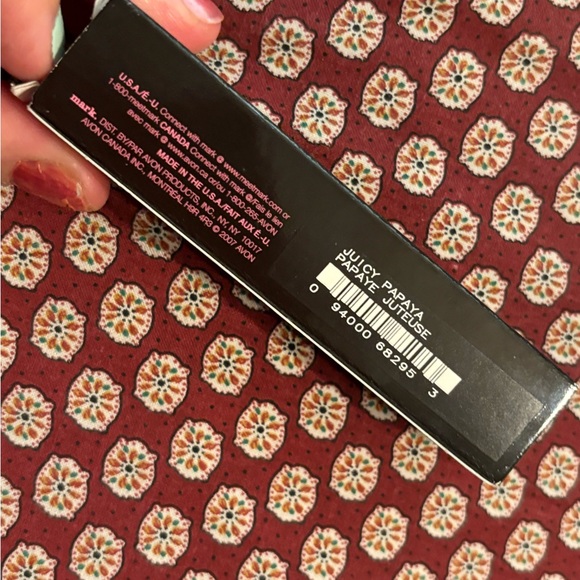 U.S.A./É.-U. Connect with mark @ www.meetmark.com or
1-800-meetmark CANADA Connect with mark @/Fais le lien
avec mark @ www.avon.ca or/ou 1-800-265-AVON
MADE IN THE U.S.A./FAIT AUX É.-U.
mark. DIST. BY/PAR AVON PRODUCTS, INC., NY, NY 10017
AVON CANADA INC., MONTREAL H9R 4R3 © 2007 AVON
JUICY PAPAYA
PAPAYE JUTEUSE
0 94000 68295 3